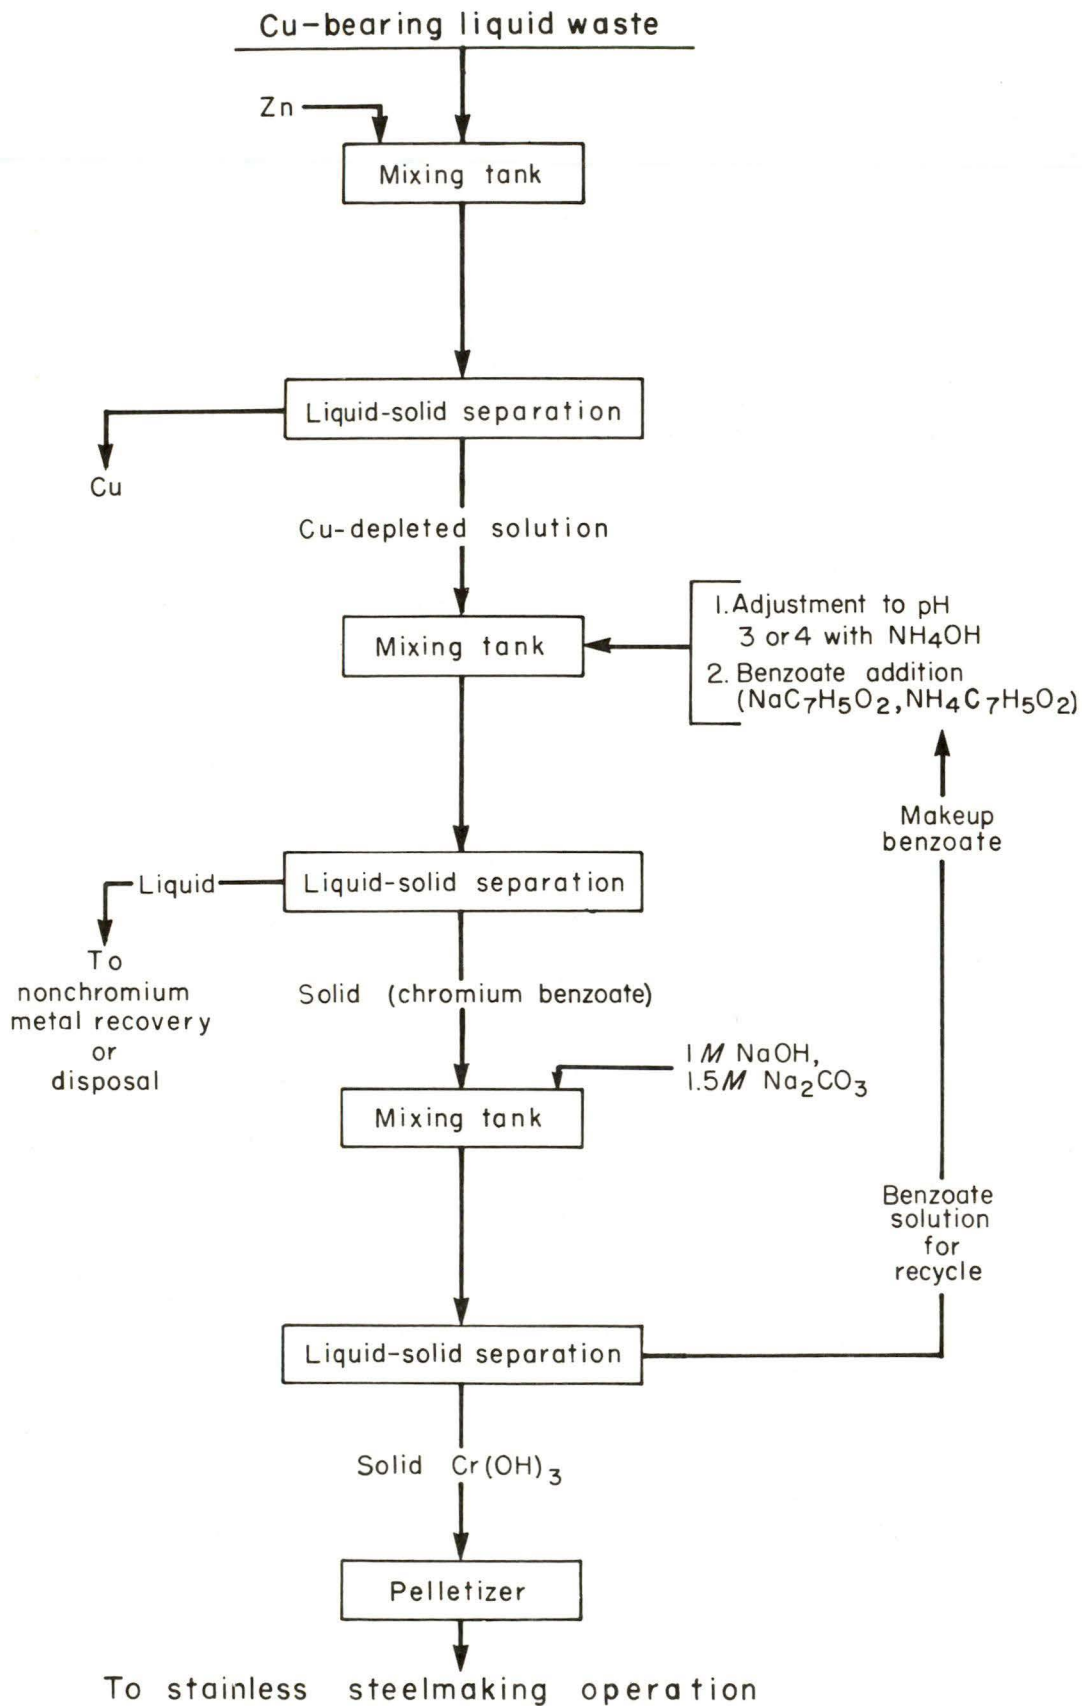 Cu-bearing liquid waste
Zn
Mixing tank
Liquid-solid separation
Cu
Cu-depleted solution
1. Adjustment to pH
3 or 4 with NH4OH
2. Benzoate addition
(NaC7H5O2, NH4C7H5O2)
Mixing tank
Makeup
benzoate
Liquid
Liquid-solid separation
To
nonchromium
metal recovery
or
disposal
Solid (chromium benzoate)
1 M NaOH,
1.5M Na2CO3
Mixing tank
Benzoate
solution
for
recycle
Liquid-solid separation
Solid Cr(OH)3
Pelletizer
To stainless steelmaking operation